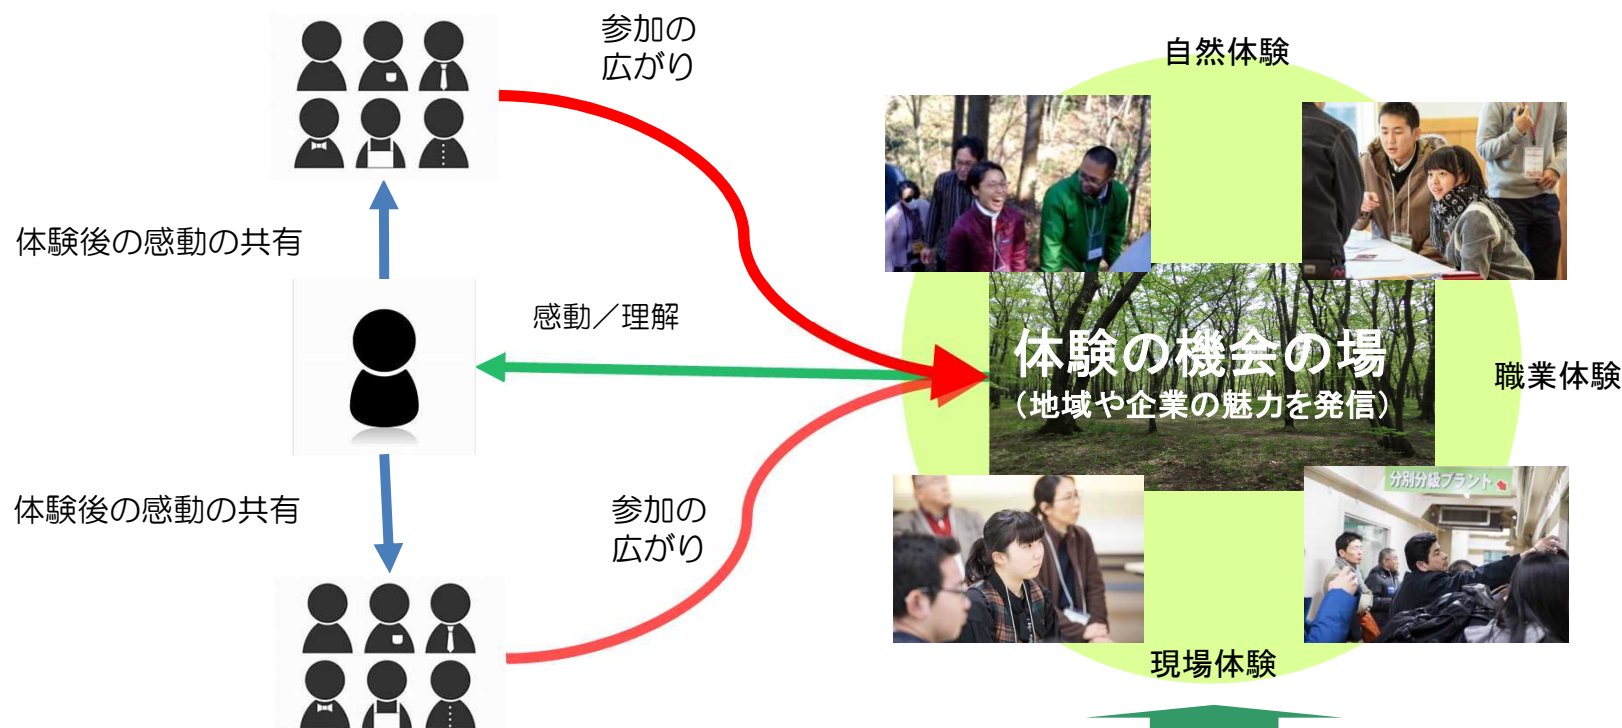 参加の
広がり
自然体験
体験後の感動の共有
感動／理解
体験の機会の場
（地域や企業の魅力を発信）
職業体験
分別分級プラント
体験後の感動の共有
参加の
広がり
現場体験